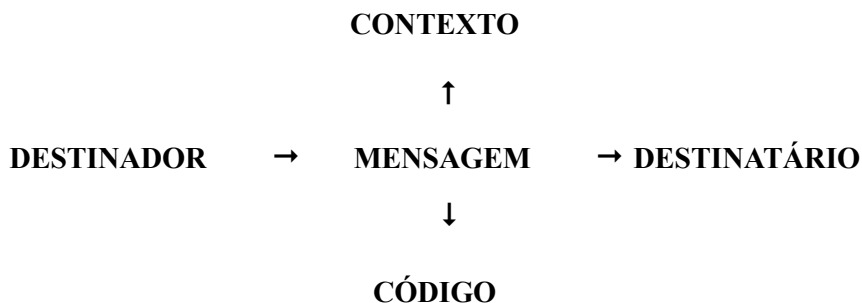 CONTEXTO
↑
DESTINADOR → MENSAGEM → DESTINATÁRIO
↓
CÓDIGO